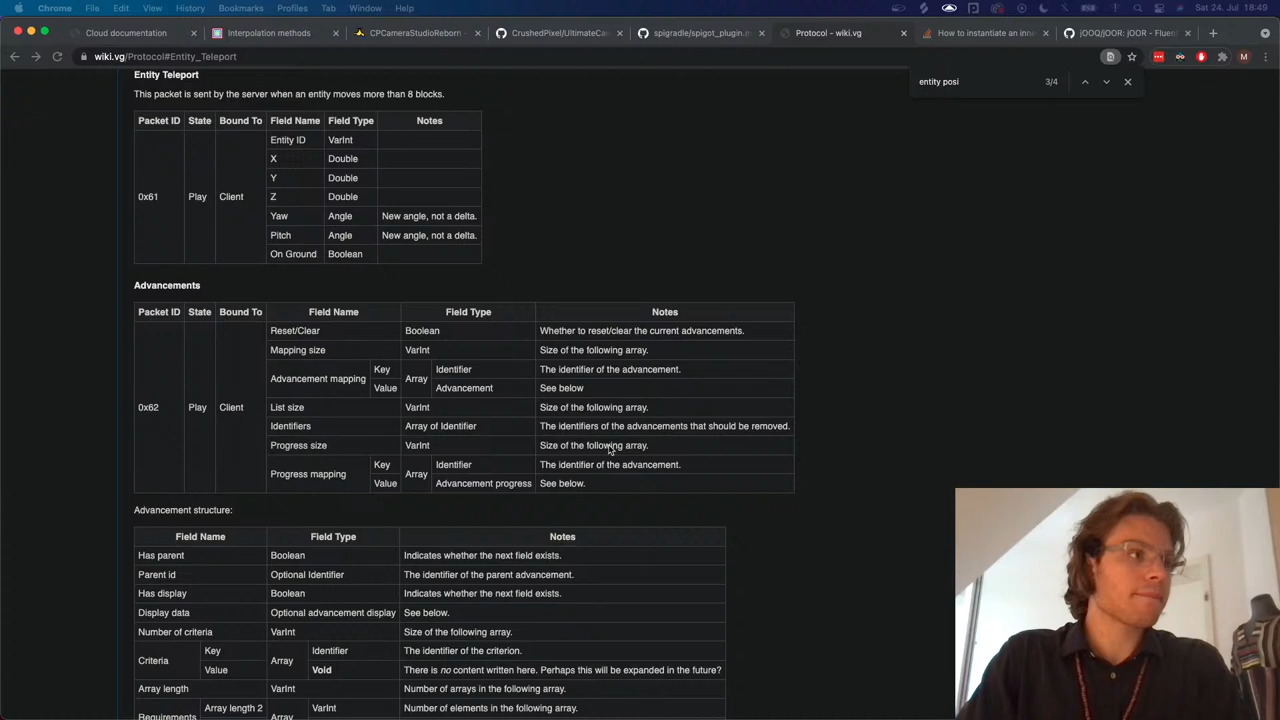 Chrome File Edit View History Bookmarks Profiles Tab Window Help Sat 24. Jul 18:49
Cloud documentation Interpolation methods CPCameraStudioReborn - CrushedPixel/UltimateCam spigradle/spigot_plugin.m Protocol - wiki.vg How to instantiate an inne jOOQ/jOOR: jOOR - Fluent
wiki.vg/Protocol#Entity_Teleport M
entity posi 3/4
Entity Teleport
This packet is sent by the server when an entity moves more than 8 blocks.
Packet ID State Bound To Field Name Field Type Notes
Entity ID VarInt
X Double
Y Double
0x61 Play Client Z Double
Yaw Angle New angle, not a delta.
Pitch Angle New angle, not a delta.
On Ground Boolean
Advancements
Packet ID State Bound To Field Name Field Type Notes
Reset/Clear Boolean Whether to reset/clear the current advancements.
Mapping size VarInt Size of the following array.
Advancement mapping Key Array Identifier The identifier of the advancement.
Value Advancement See below
0x62 Play Client List size VarInt Size of the following array.
Identifiers Array of Identifier The identifiers of the advancements that should be removed.
Progress size VarInt Size of the following array.
Progress mapping Key Array Identifier The identifier of the advancement.
Value Advancement progress See below.
Advancement structure:
Field Name Field Type Notes
Has parent Boolean Indicates whether the next field exists.
Parent id Optional Identifier The identifier of the parent advancement.
Has display Boolean Indicates whether the next field exists.
Display data Optional advancement display See below.
Number of criteria VarInt Size of the following array.
Criteria Key Array Identifier The identifier of the criterion.
Value Void There is no content written here. Perhaps this will be expanded in the future?
Array length VarInt Number of arrays in the following array.
Requirements Array length 2 Array VarInt Number of elements in the following array.